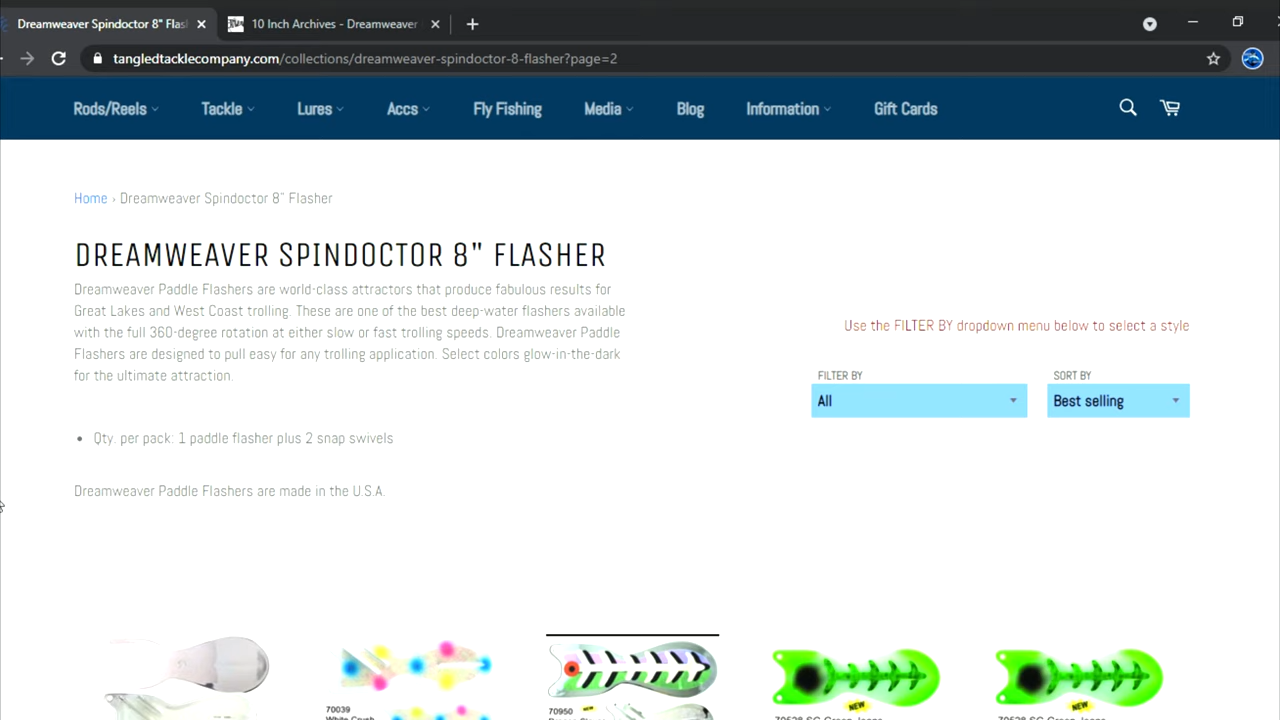 Dreamweaver Spindoctor 8" Flas
10 Inch Archives - Dreamweaver
tangledtacklecompany.com/collections/dreamweaver-spindoctor-8-flasher?page=2
Rods/Reels Tackle Lures Accs Fly Fishing Media Blog Information Gift Cards
Home › Dreamweaver Spindoctor 8" Flasher
DREAMWEAVER SPINDOCTOR 8" FLASHER
Dreamweaver Paddle Flashers are world-class attractors that produce fabulous results for
Great Lakes and West Coast trolling. These are one of the best deep-water flashers available
with the full 360-degree rotation at either slow or fast trolling speeds. Dreamweaver Paddle
Flashers are designed to pull easy for any trolling application. Select colors glow-in-the-dark
for the ultimate attraction.
Use the FILTER BY dropdown menu below to select a style
FILTER BY
All
SORT BY
Best selling
• Qty. per pack: 1 paddle flasher plus 2 snap swivels
Dreamweaver Paddle Flashers are made in the U.S.A.
70039
White Crush
70950
NEW
NEW
NEW